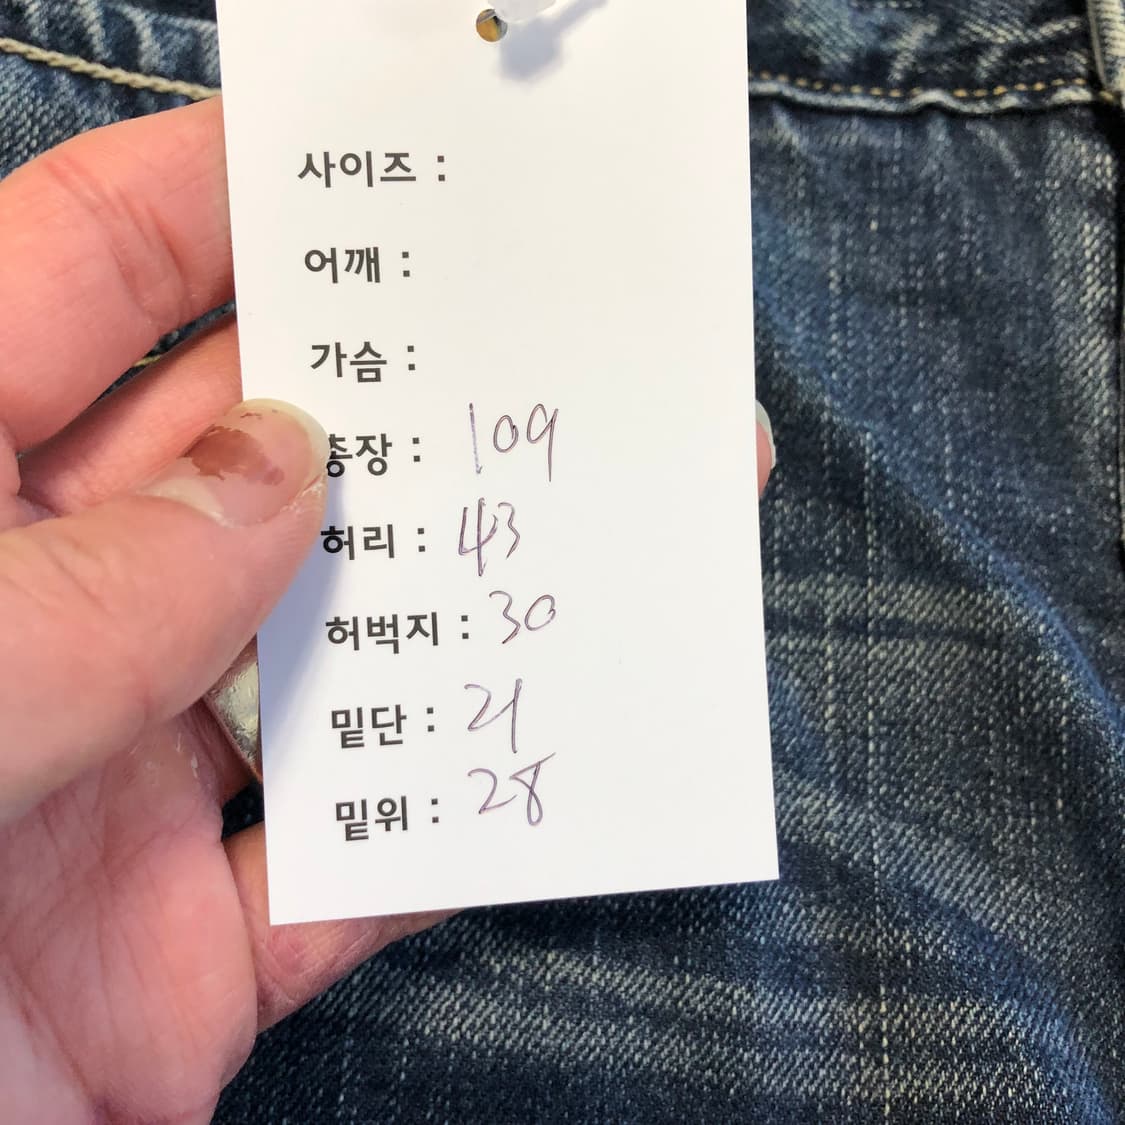 사이즈 :
어깨 :
가슴 :
총장 : 109
허리 : 43
허벅지 : 30
밑단 : 21
밑위 : 28